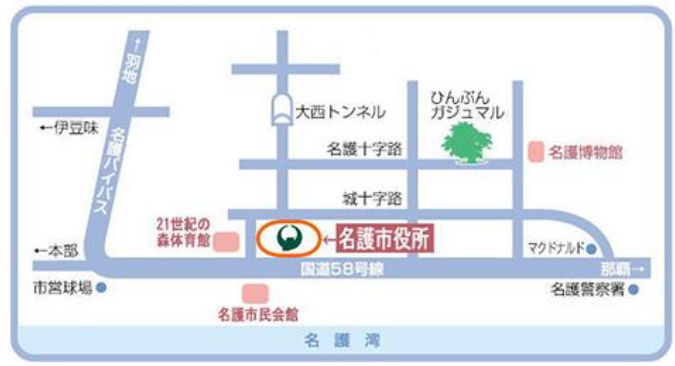 ↑羽地
大西トンネル
ひんぷん
ガジュマル
←伊豆味
名護バイパス
名護十字路
名護博物館
城十字路
21世紀の
森体育館
←名護市役所
←本部
マクドナルド
国道58号線
那覇→
市営球場
名護警察署
名護市民会館
名護湾